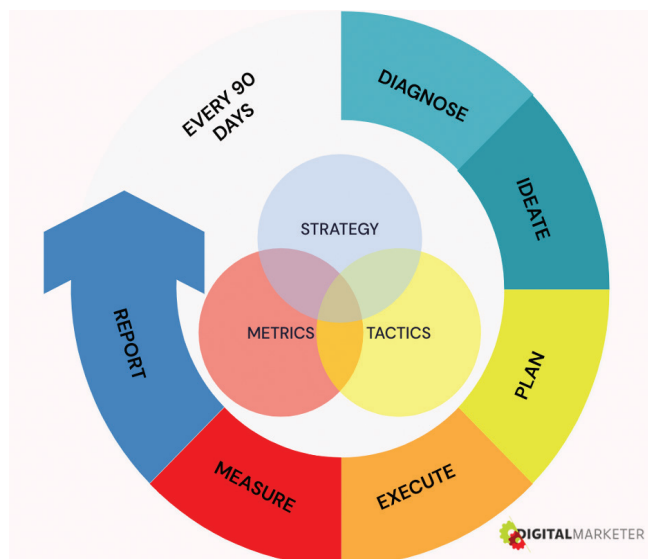 EVERY 90
DAYS
DIAGNOSE
IDEATE
PLAN
EXECUTE
MEASURE
REPORT
STRATEGY
METRICS
TACTICS
DIGITALMARKETER